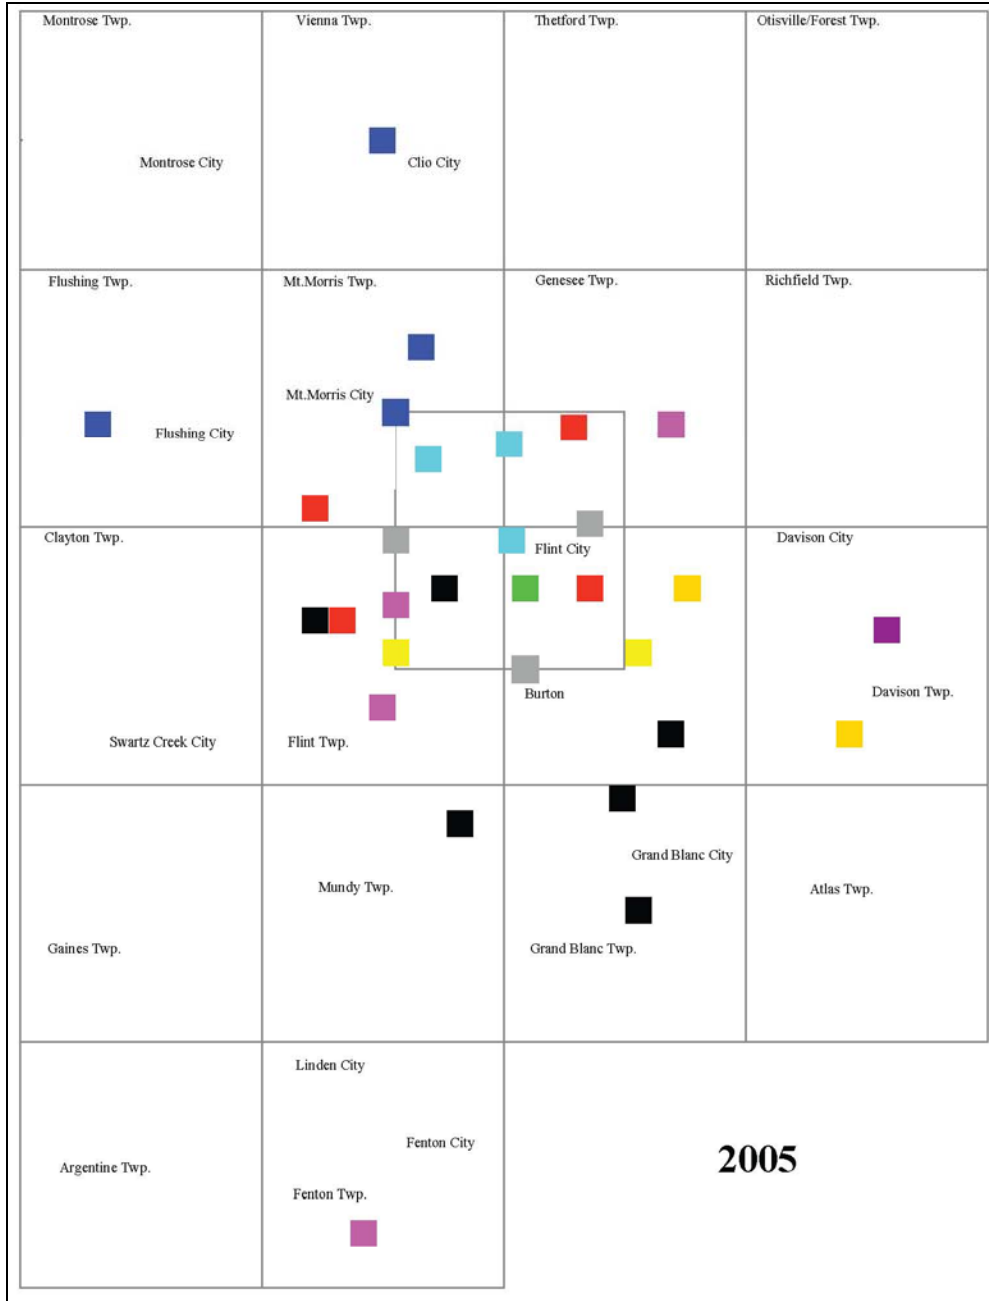 Montrose Twp.
Vienna Twp.
Thetford Twp.
Otisville/Forest Twp.
Montrose City
Clio City
Flushing Twp.
Mt.Morris Twp.
Genesee Twp.
Richfield Twp.
Mt.Morris City
Flushing City
Clayton Twp.
Flint City
Davison City
Burton
Davison Twp.
Swartz Creek City
Flint Twp.
Grand Blanc City
Mundy Twp.
Atlas Twp.
Gaines Twp.
Grand Blanc Twp.
Linden City
Fenton City
Argentine Twp.
2005
Fenton Twp.